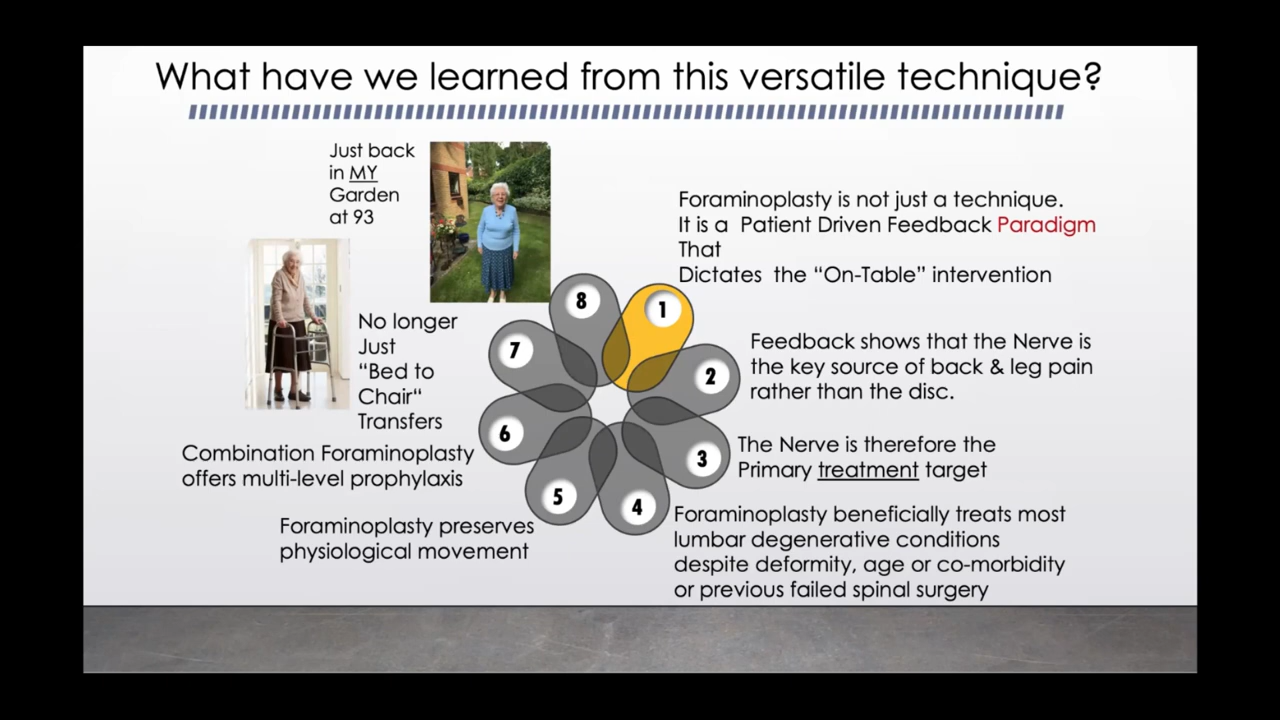 What have we learned from this versatile technique?
Just back
in MY
Garden
at 93
Foraminoplasty is not just a technique.
It is a Patient Driven Feedback Paradigm
That
Dictates the “On-Table” intervention
8
1
No longer
Just
“Bed to
Chair“
Transfers
7
2
Feedback shows that the Nerve is
the key source of back & leg pain
rather than the disc.
6
3
The Nerve is therefore the
Primary treatment target
Combination Foraminoplasty
offers multi-level prophylaxis
5
4
Foraminoplasty preserves
physiological movement
Foraminoplasty beneficially treats most
lumbar degenerative conditions
despite deformity, age or co-morbidity
or previous failed spinal surgery